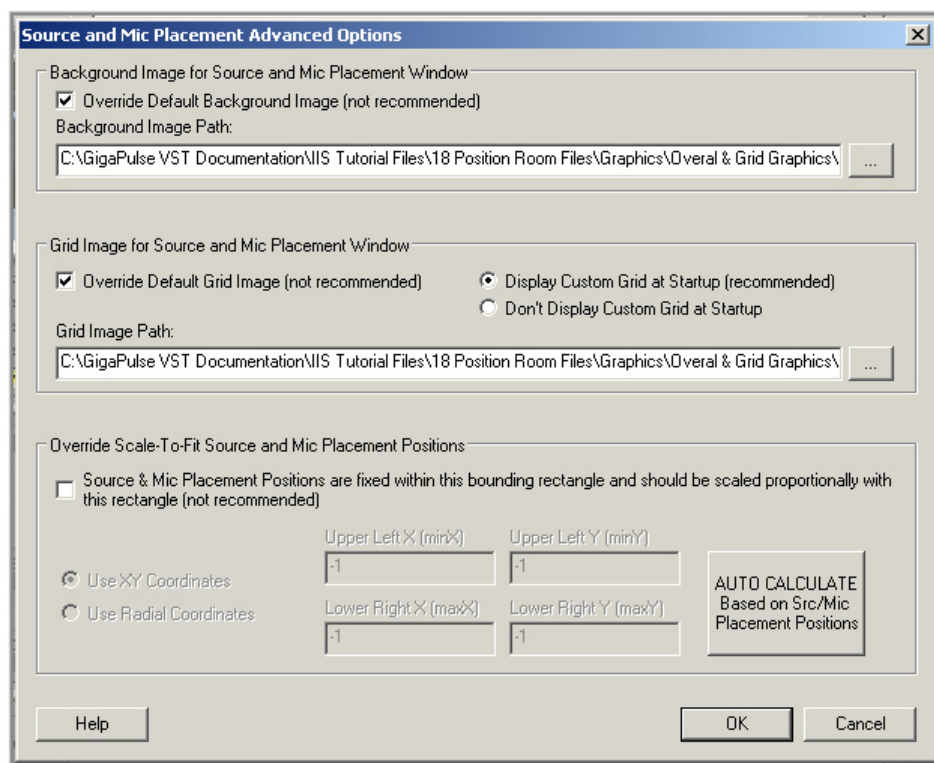 Source and Mic Placement Advanced Options
Background Image for Source and Mic Placement Window
Override Default Background Image (not recommended)
Background Image Path:
C:\GigaPulse VST Documentation\IIS Tutorial Files\18 Position Room Files\Graphics\Overal & Grid Graphics\
...
Grid Image for Source and Mic Placement Window
Override Default Grid Image (not recommended)
Display Custom Grid at Startup (recommended)
Don't Display Custom Grid at Startup
Grid Image Path:
C:\GigaPulse VST Documentation\IIS Tutorial Files\18 Position Room Files\Graphics\Overal & Grid Graphics\
...
Override Scale-To-Fit Source and Mic Placement Positions
Source & Mic Placement Positions are fixed within this bounding rectangle and should be scaled proportionally with
this rectangle (not recommended)
Use XY Coordinates
Use Radial Coordinates
Upper Left X (minX)
Upper Left Y (minY)
-1
-1
Lower Right X (maxX)
Lower Right Y (maxY)
-1
-1
AUTO CALCULATE
Based on Src/Mic
Placement Positions
Help
OK
Cancel